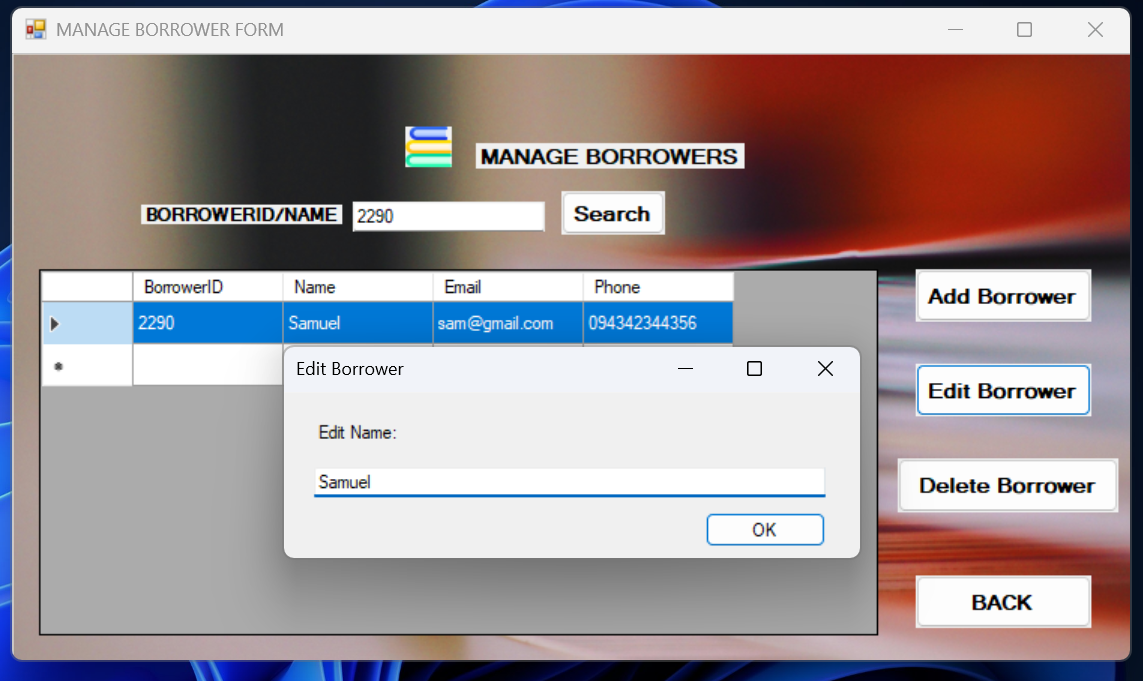 MANAGE BORROWER FORM
MANAGE BORROWERS
BORROWERID/NAME 2290 Search
BorrowerID Name Email Phone
2290 Samuel sam@gmail.com 094342344356
Add Borrower
Edit Borrower
Delete Borrower
BACK
Edit Borrower
Edit Name:
Samuel
OK